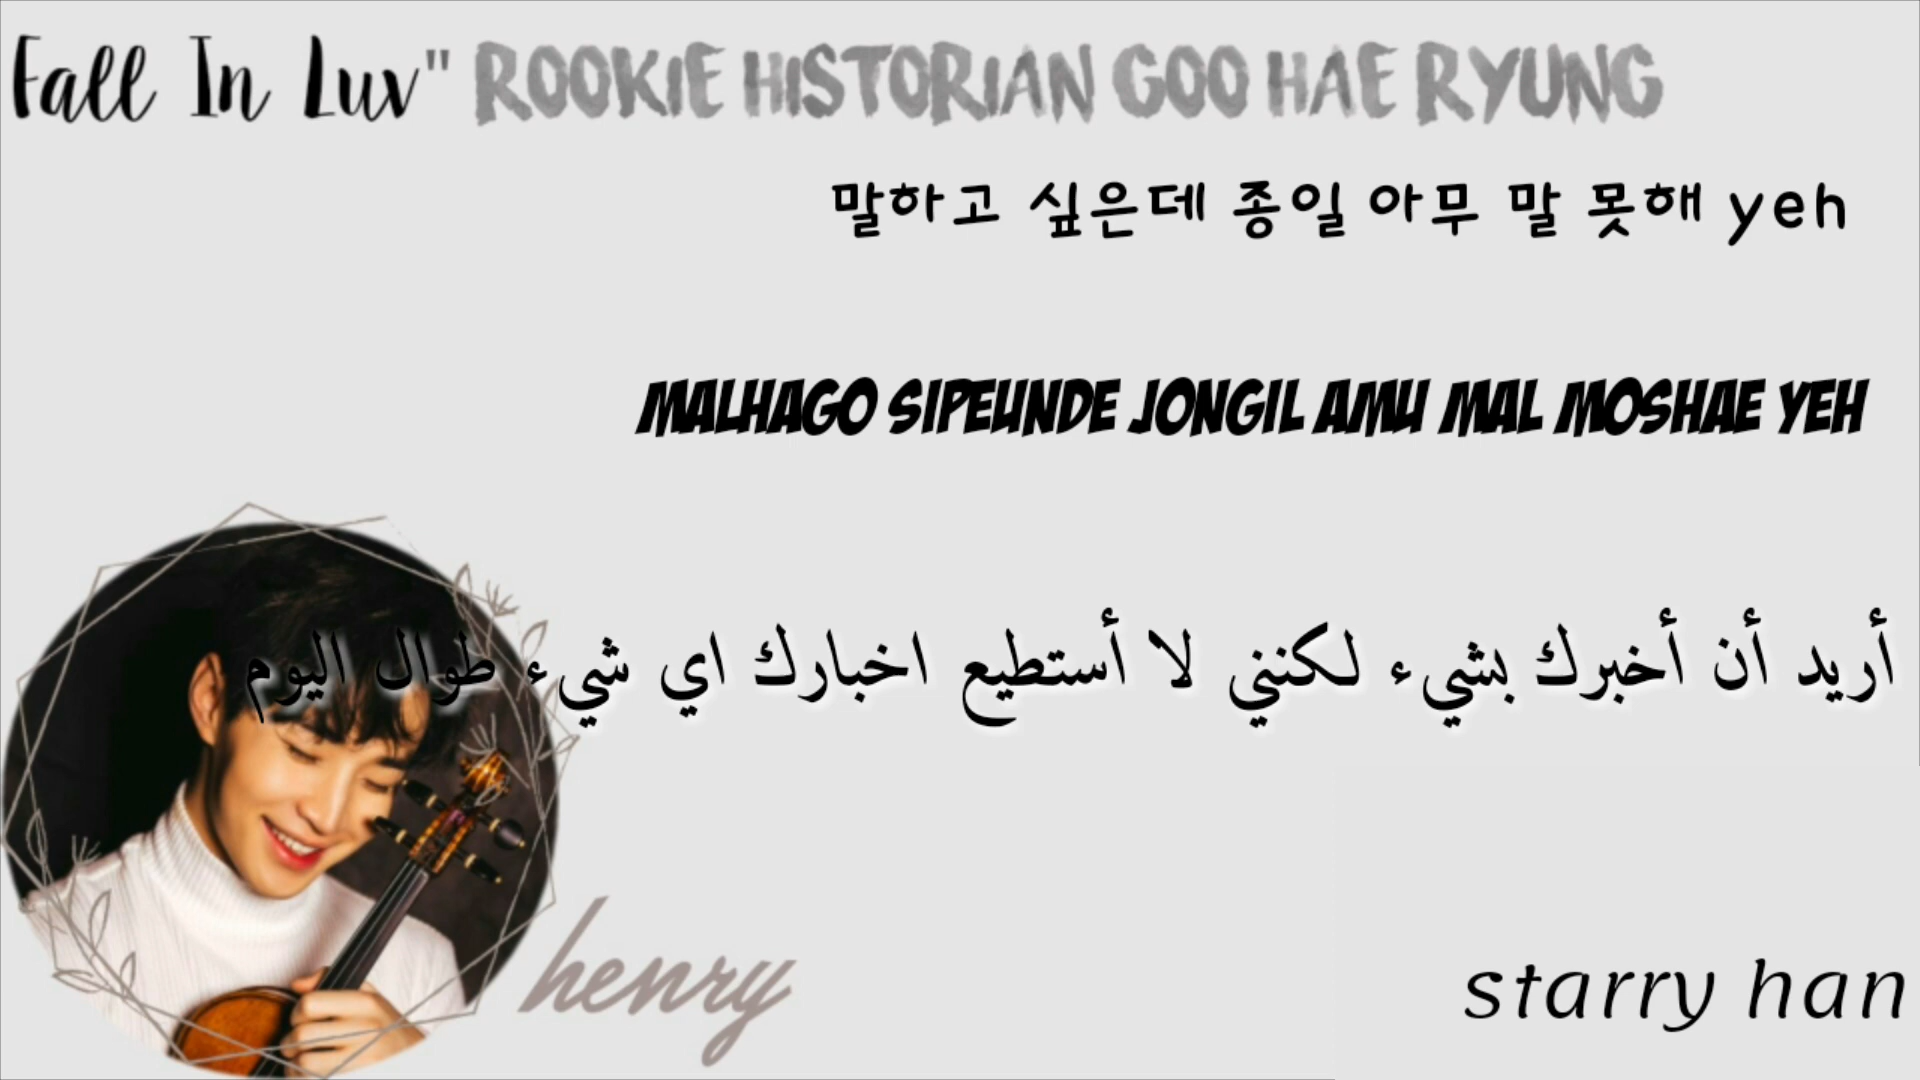 Fall In Luv" ROOKIE HISTORIAN GOO HAE RYUNG
말하고 싶은데 종일 아무 말 못해 yeh
MALHAGO SIPEUNDE JONGIL AMU MAL MOSHAE YEH
أريد أن أخبرك بشيء لكنني لا أستطيع اخبارك اي شيء طوال اليوم
henry
starry han